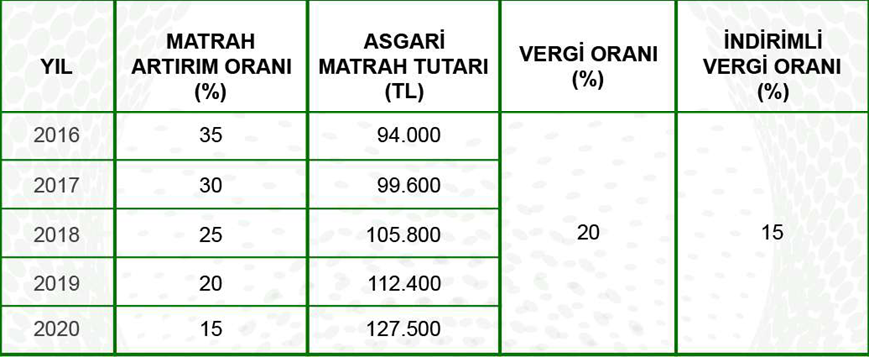 YIL
MATRAH
ARTIRIM ORANI
(%)
ASGARİ
MATRAH TUTARI
(TL)
VERGİ ORANI
(%)
İNDİRİMLİ
VERGİ ORANI
(%)
2016 35 94.000
2017 30 99.600
2018 25 105.800
20 15
2019 20 112.400
2020 15 127.500